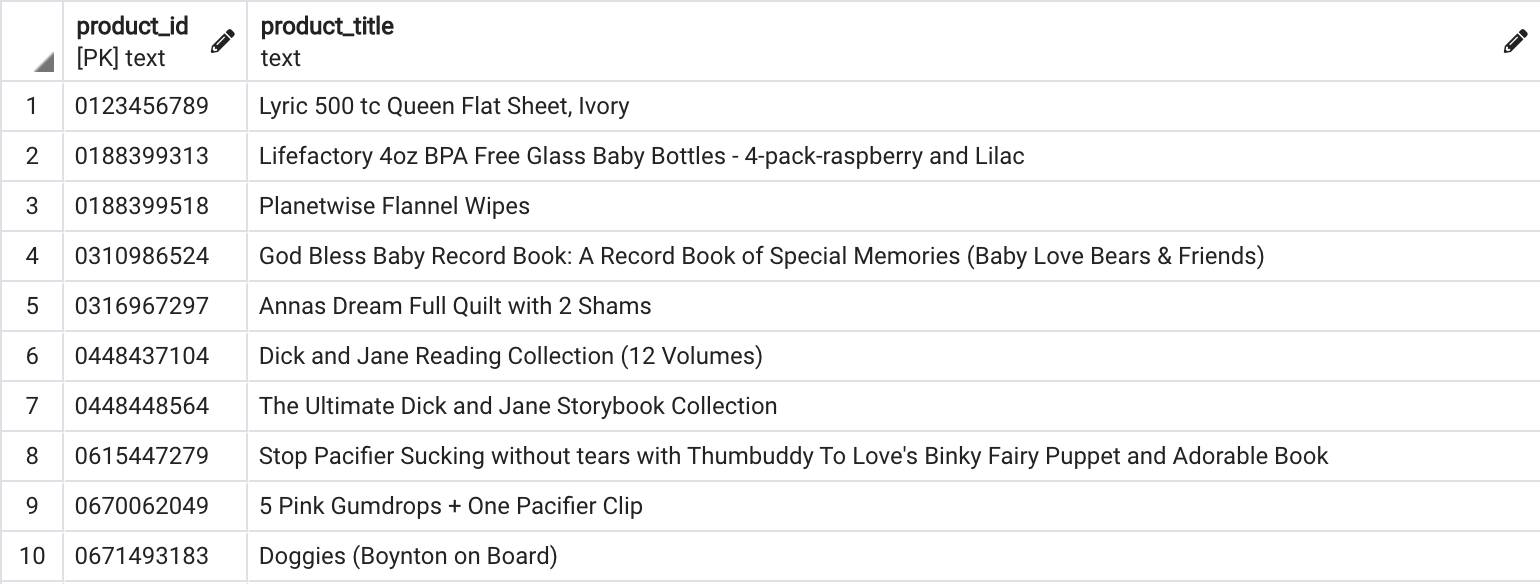 product_id product_title
[PK] text text
1 0123456789 Lyric 500 tc Queen Flat Sheet, Ivory
2 0188399313 Lifefactory 4oz BPA Free Glass Baby Bottles - 4-pack-raspberry and Lilac
3 0188399518 Planetwise Flannel Wipes
4 0310986524 God Bless Baby Record Book: A Record Book of Special Memories (Baby Love Bears & Friends)
5 0316967297 Annas Dream Full Quilt with 2 Shams
6 0448437104 Dick and Jane Reading Collection (12 Volumes)
7 0448448564 The Ultimate Dick and Jane Storybook Collection
8 0615447279 Stop Pacifier Sucking without tears with Thumbuddy To Love's Binky Fairy Puppet and Adorable Book
9 0670062049 5 Pink Gumdrops + One Pacifier Clip
10 0671493183 Doggies (Boynton on Board)